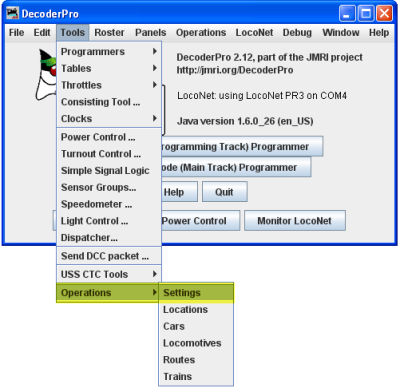 DecoderPro
File Edit Tools Roster Panels Operations LocoNet Debug Window Help
Programmers
Tables
Throttles
Consisting Tool ...
Clocks
Power Control ...
Turnout Control ...
Simple Signal Logic
Sensor Groups...
Speedometer ...
Light Control ...
Dispatcher...
Send DCC packet ...
USS CTC Tools
Operations
Settings
Locations
Cars
Locomotives
Routes
Trains
DecoderPro 2.12, part of the JMRI project
http://jmri.org/DecoderPro
LocoNet: using LocoNet PR3 on COM4
Java version 1.6.0_26 (en_US)
Track) Programmer
(Main Track) Programmer
Help Quit
Power Control Monitor LocoNet